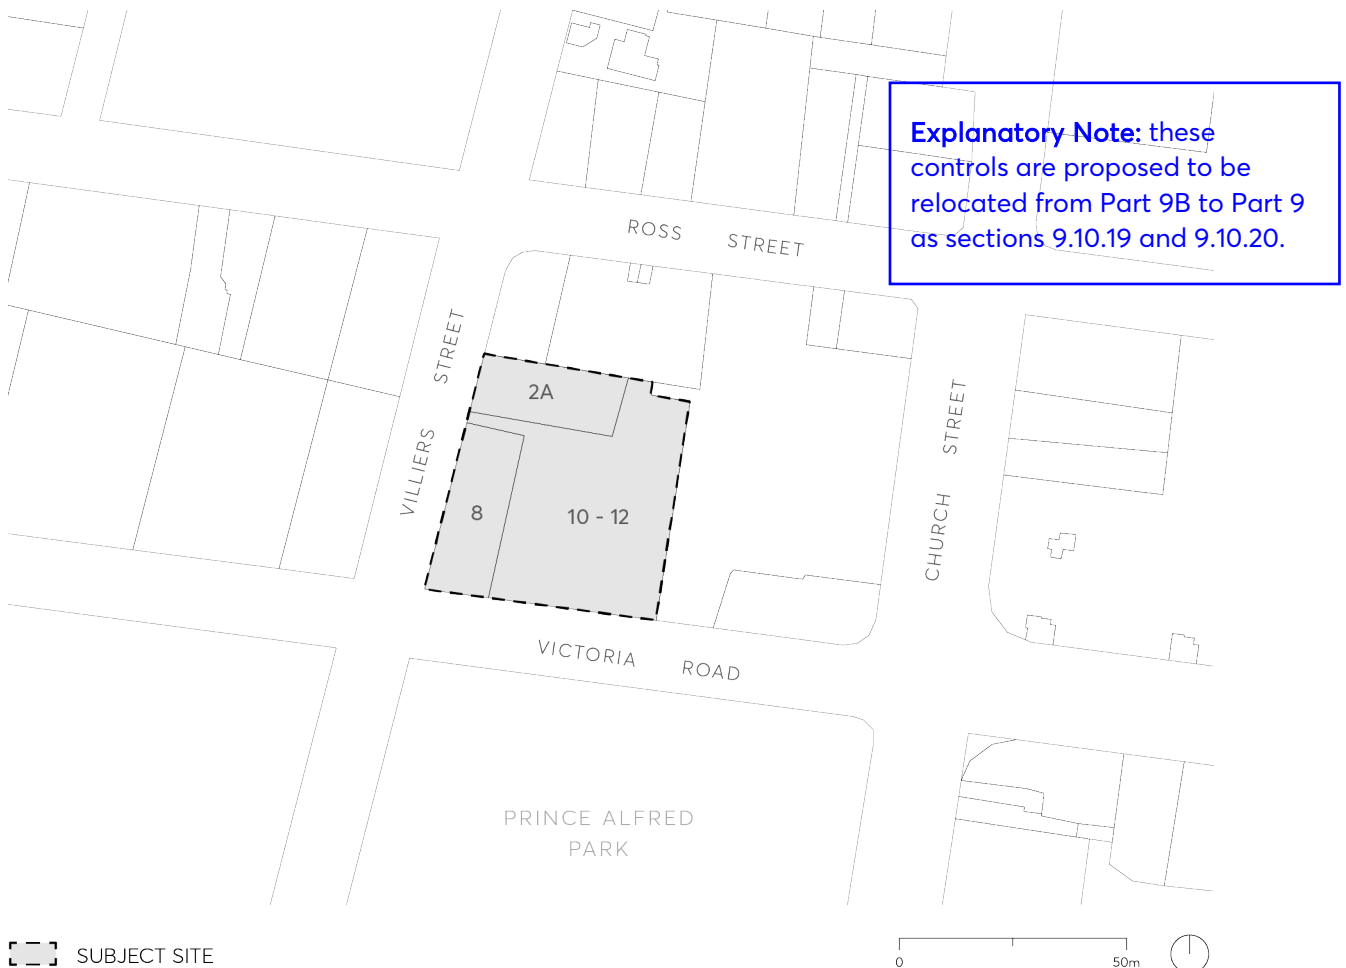 Explanatory Note: these
controls are proposed to be
relocated from Part 9B to Part 9
as sections 9.10.19 and 9.10.20.
ROSS STREET
VILLIERS STREET
CHURCH STREET
2A
8
10 - 12
VICTORIA ROAD
PRINCE ALFRED
PARK
SUBJECT SITE
0 50m